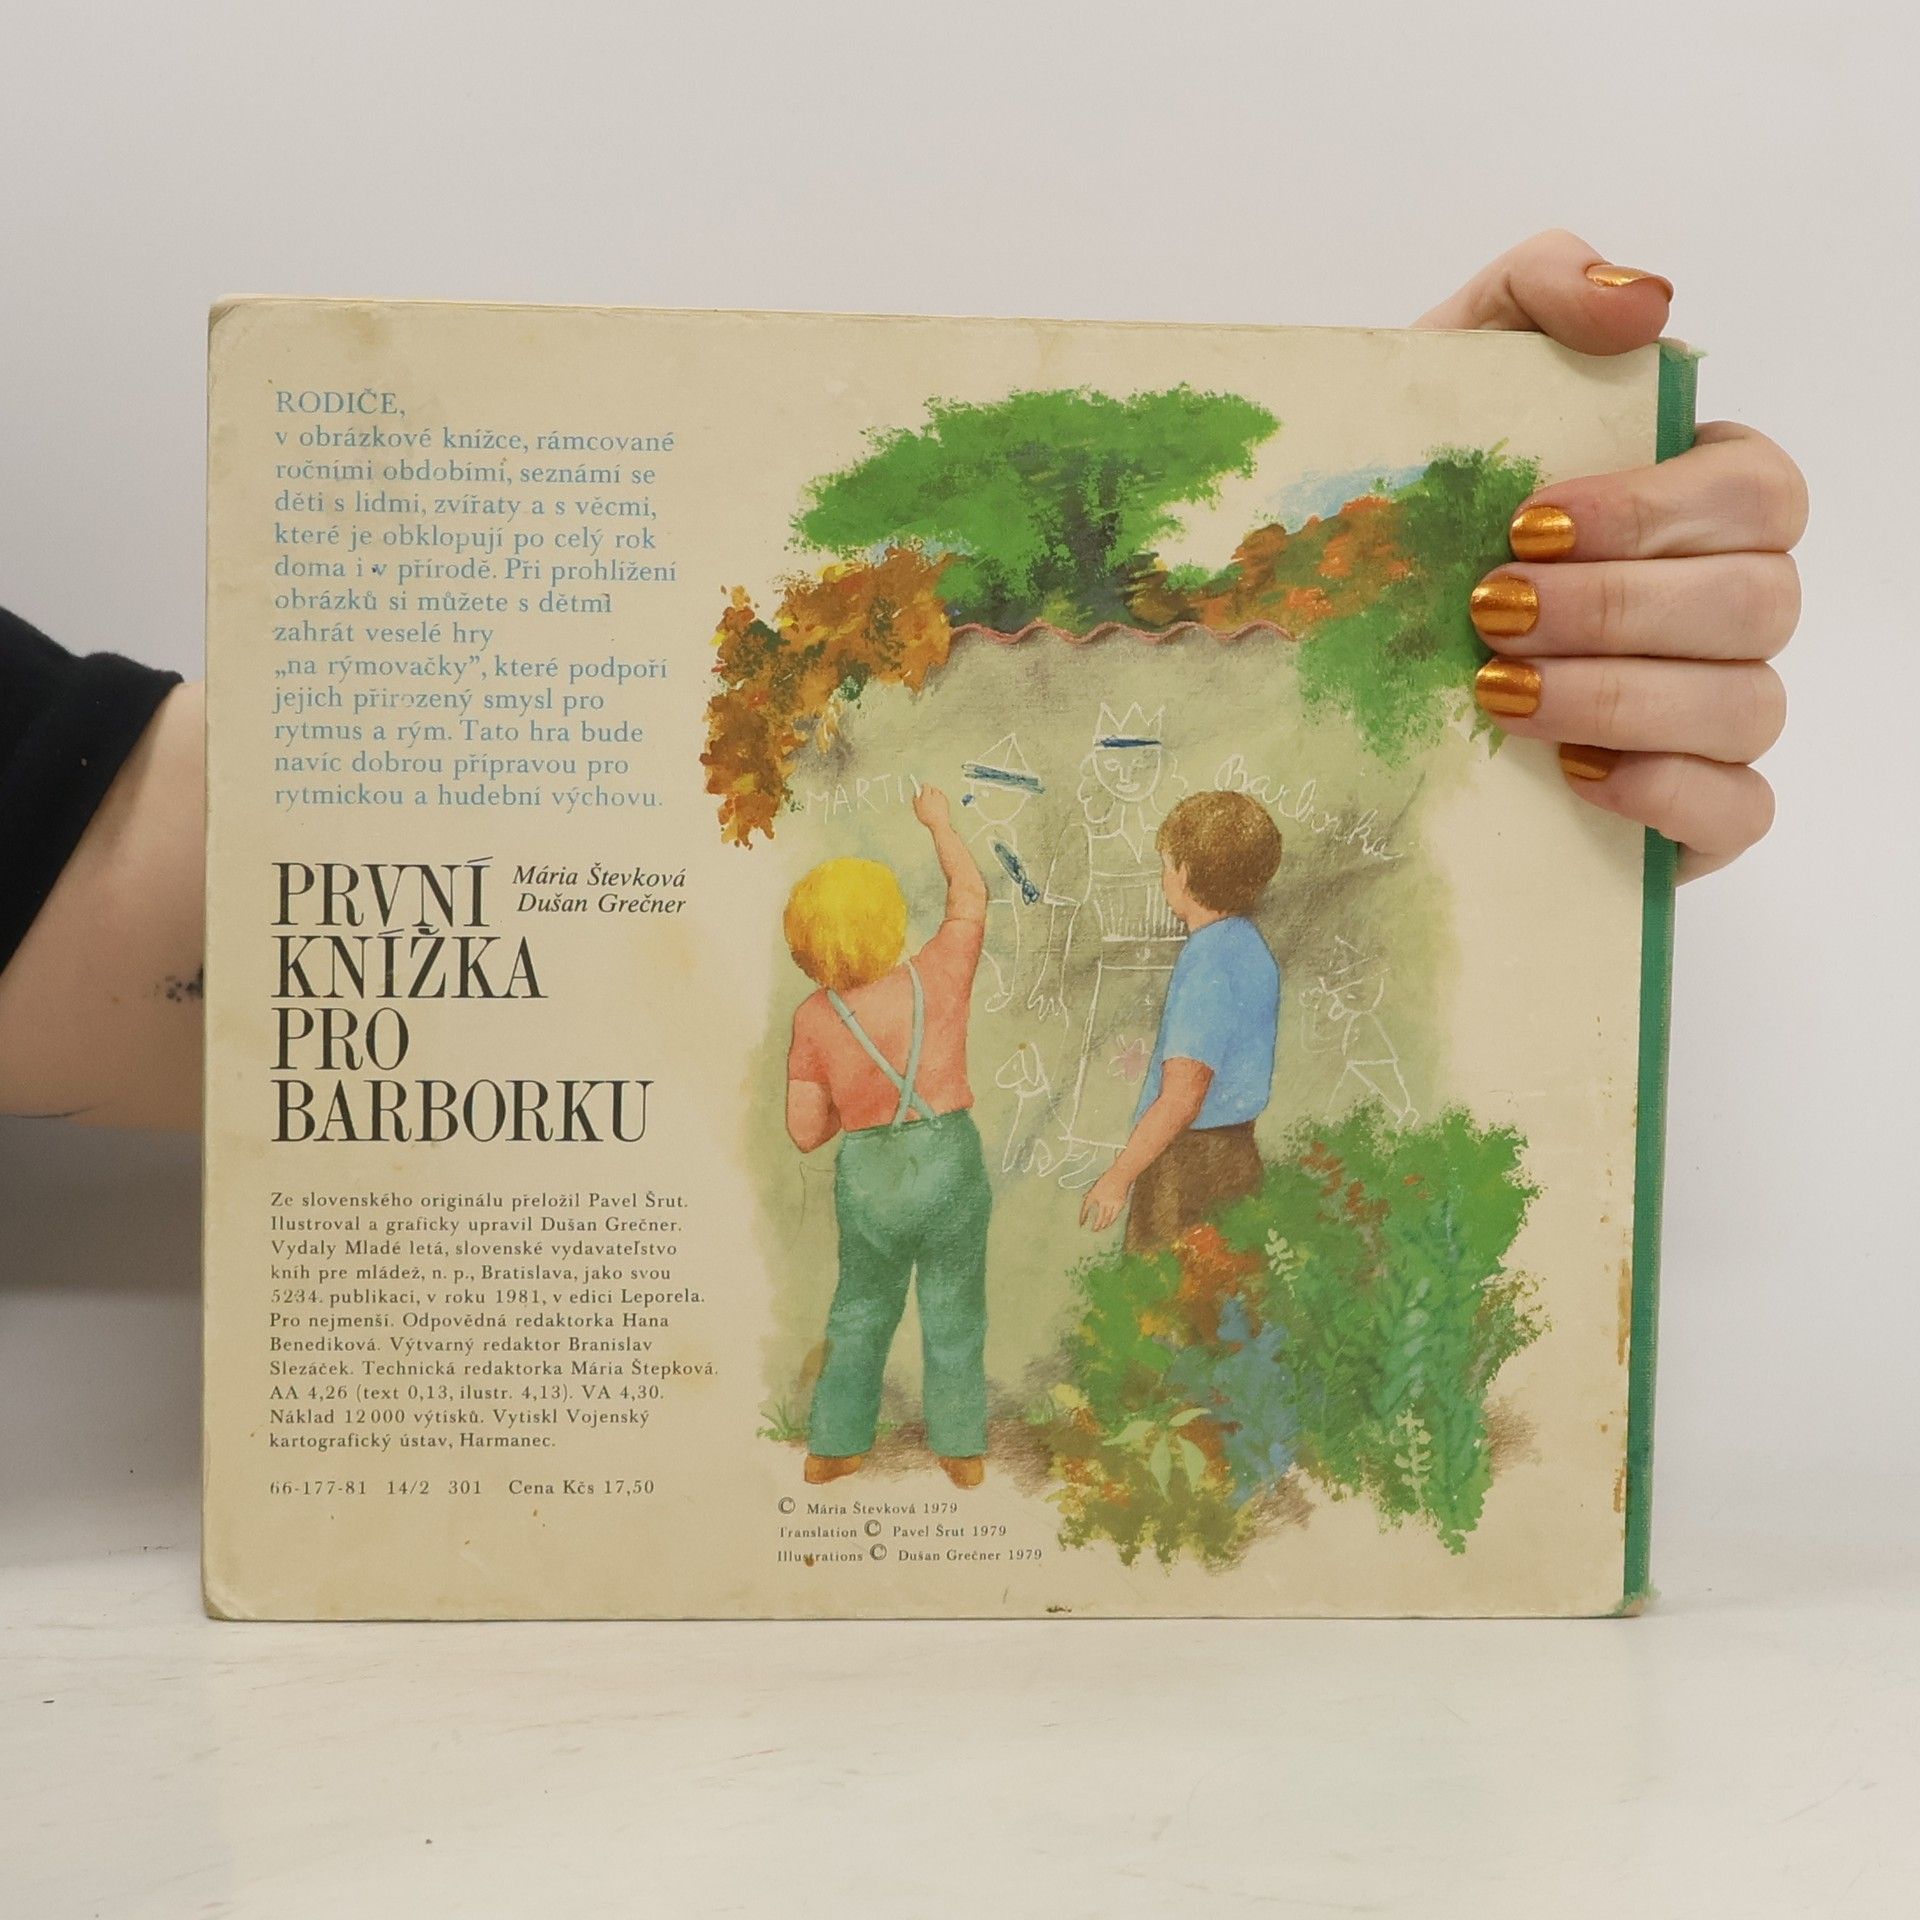 RODIČE,
v obrázkové knížce, rámcované
ročními obdobími, seznámí se
děti s lidmi, zvířaty a s věcmi,
které je obklopují po celý rok
doma i v přírodě. Při prohlížení
obrázků si můžete s dětmi
zahrát veselé hry
„na rýmovačky”, které podpoří
jejich přirozený smysl pro
rytmus a rým. Tato hra bude
navíc dobrou přípravou pro
rytmickou a hudební výchovu.
PRVNÍ
KNÍŽKA
PRO
BARBORKU
Mária Števková
Dušan Grečner
Ze slovenského originálu přeložil Pavel Šrut.
Ilustroval a graficky upravil Dušan Grečner.
Vydaly Mladé letá, slovenské vydavateľstvo
kníh pre mládež, n. p., Bratislava, jako svou
5234. publikaci, v roku 1981, v edici Leporela.
Pro nejmenší. Odpovědná redaktorka Hana
Benediková. Výtvarný redaktor Branislav
Slezáček. Technická redaktorka Mária Štepková.
AA 4,26 (text 0,13, ilustr. 4,13). VA 4,30.
Náklad 12 000 výtisků. Vytiskl Vojenský
kartografický ústav, Harmanec.
66-177-81 14/2 301 Cena Kčs 17,50
MARTIN
Barborka
© Mária Števková 1979
Translation © Pavel Šrut 1979
Illustrations © Dušan Grečner 1979